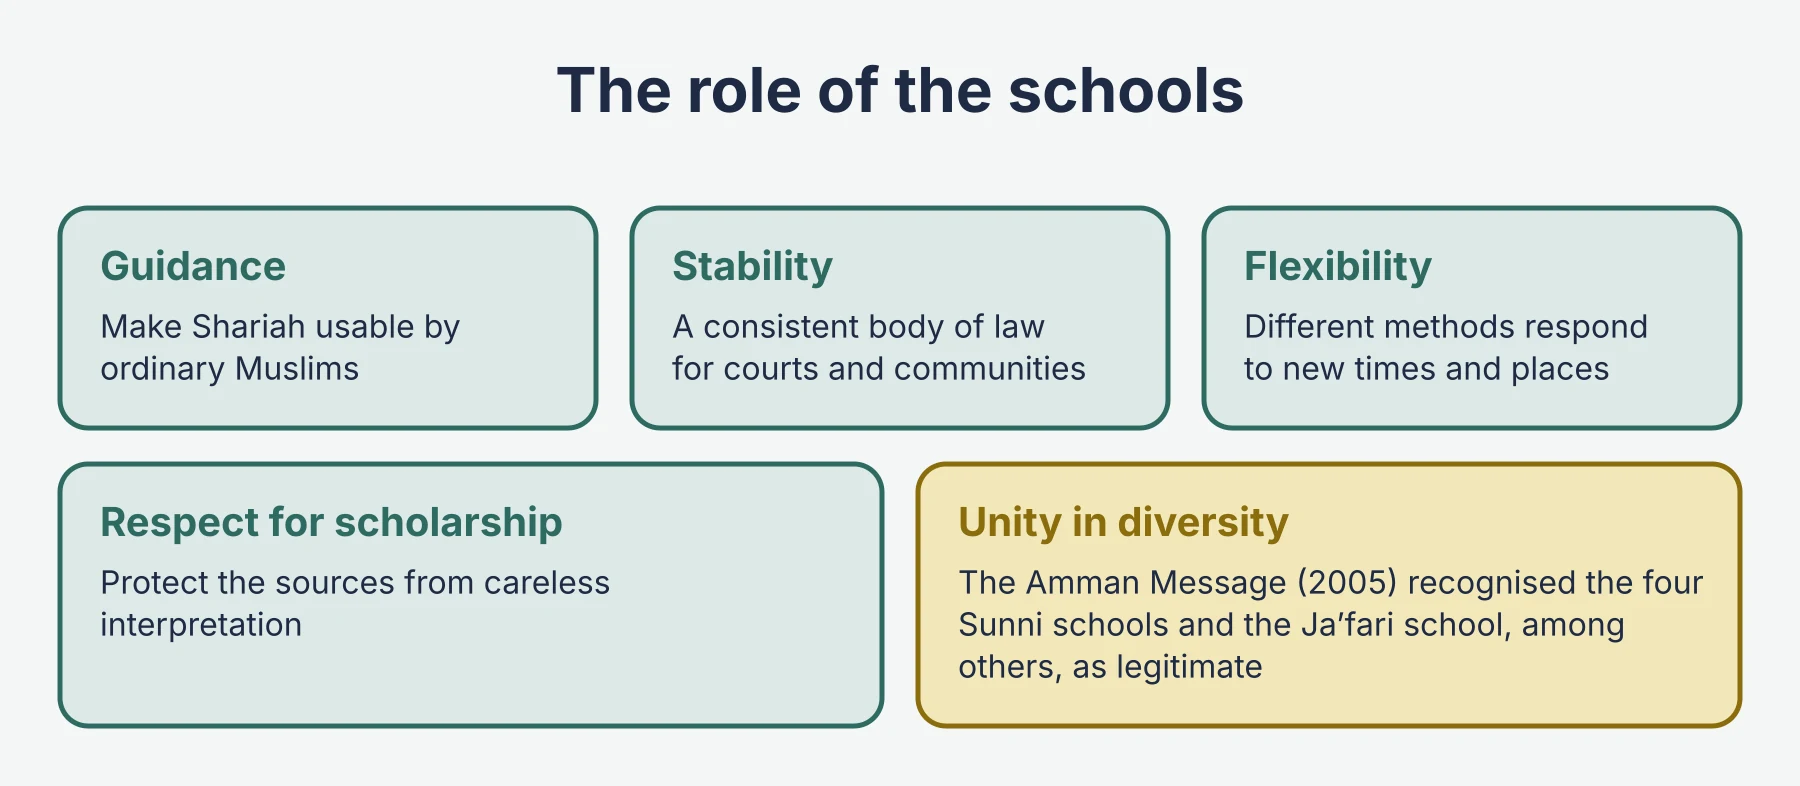 The role of the schools
Guidance
Make Shariah usable by
ordinary Muslims
Stability
A consistent body of law
for courts and communities
Flexibility
Different methods respond
to new times and places
Respect for scholarship
Protect the sources from careless
interpretation
Unity in diversity
The Amman Message (2005) recognised the four
Sunni schools and the Ja’fari school, among
others, as legitimate